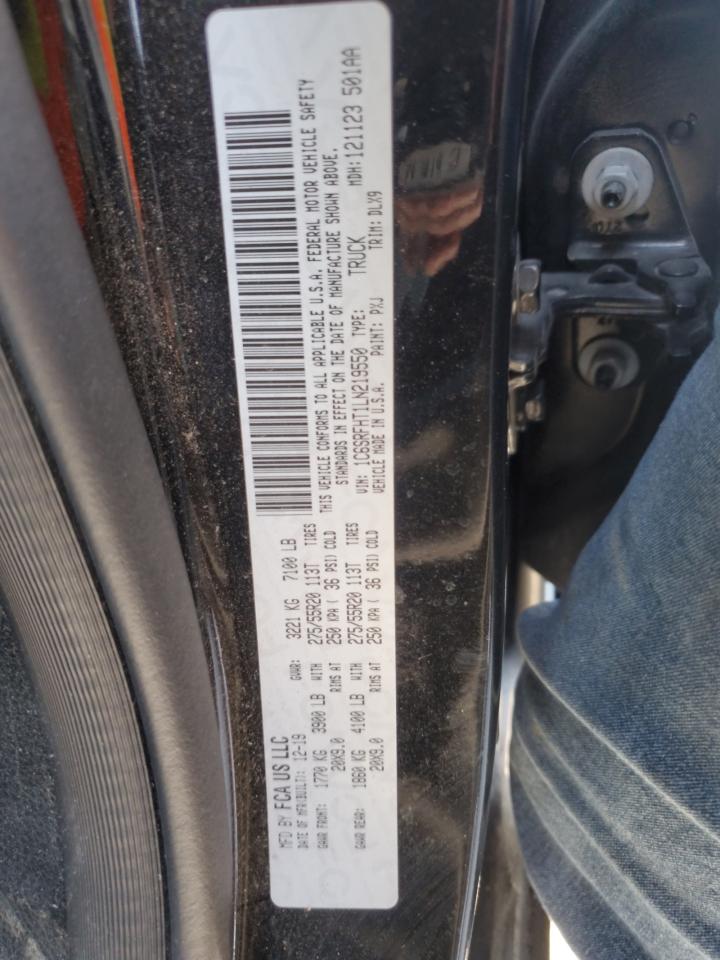 MFD BY FCA US LLC
DATE OF MFR(BUILT): 12-19 GVWR: 3221 KG 7100 LB
GAWR FRONT: 1770 KG 3900 LB WITH 275/55R20 113T TIRES
20X9.0 RIMS AT 250 KPA ( 36 PSI) COLD
GAWR REAR: 1860 KG 4100 LB WITH 275/55R20 113T TIRES
20X9.0 RIMS AT 250 KPA ( 36 PSI) COLD
THIS VEHICLE CONFORMS TO ALL APPLICABLE U.S.A. FEDERAL MOTOR VEHICLE SAFETY
STANDARDS IN EFFECT ON THE DATE OF MANUFACTURE SHOWN ABOVE.
VIN: 1C6SRFHT1LN219550 TYPE: TRUCK MDH: 121123 501AA
VEHICLE MADE IN U.S.A. PAINT: PXJ TRIM: DLX9